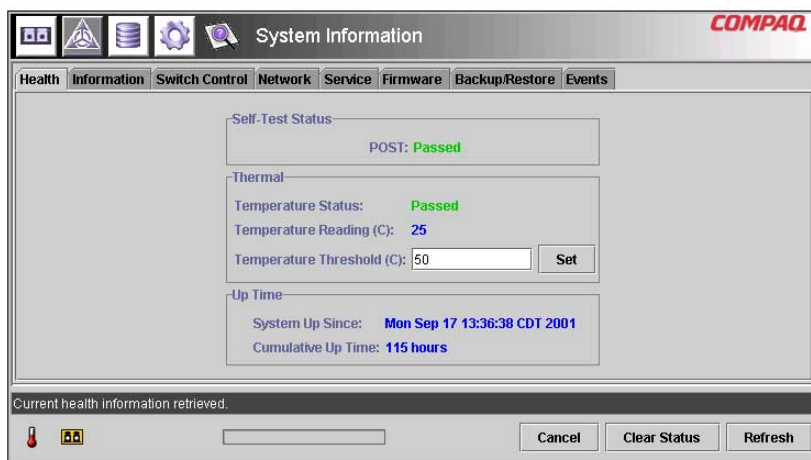 System Information
COMPAQ
Health Information Switch Control Network Service Firmware Backup/Restore Events
Self-Test Status
POST: Passed
Thermal
Temperature Status: Passed
Temperature Reading (C): 25
Temperature Threshold (C): 50 Set
Up Time
System Up Since: Mon Sep 17 13:36:38 CDT 2001
Cumulative Up Time: 115 hours
Current health information retrieved.
Cancel Clear Status Refresh